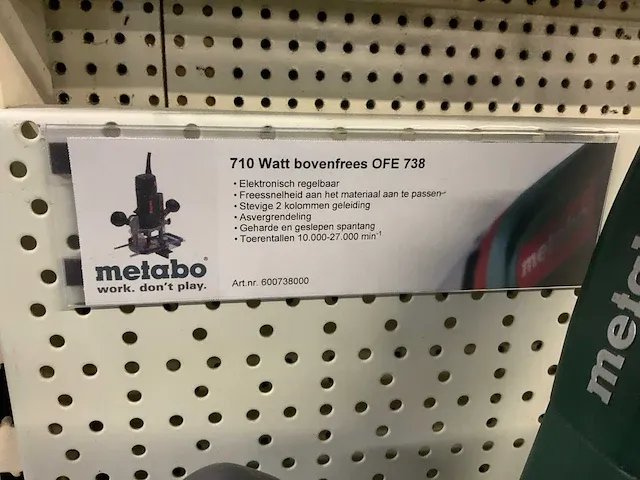 710 Watt bovenfrees OFE 738
• Elektronisch regelbaar
• Freessnelheid aan het materiaal aan te passen
• Stevige 2 kolommen geleiding
• Asvergrendeling
• Geharde en geslepen spantang
• Toerentallen 10.000-27.000 min⁻¹
metabo®
work. don't play.
Art.nr. 600738000
metabo
meta